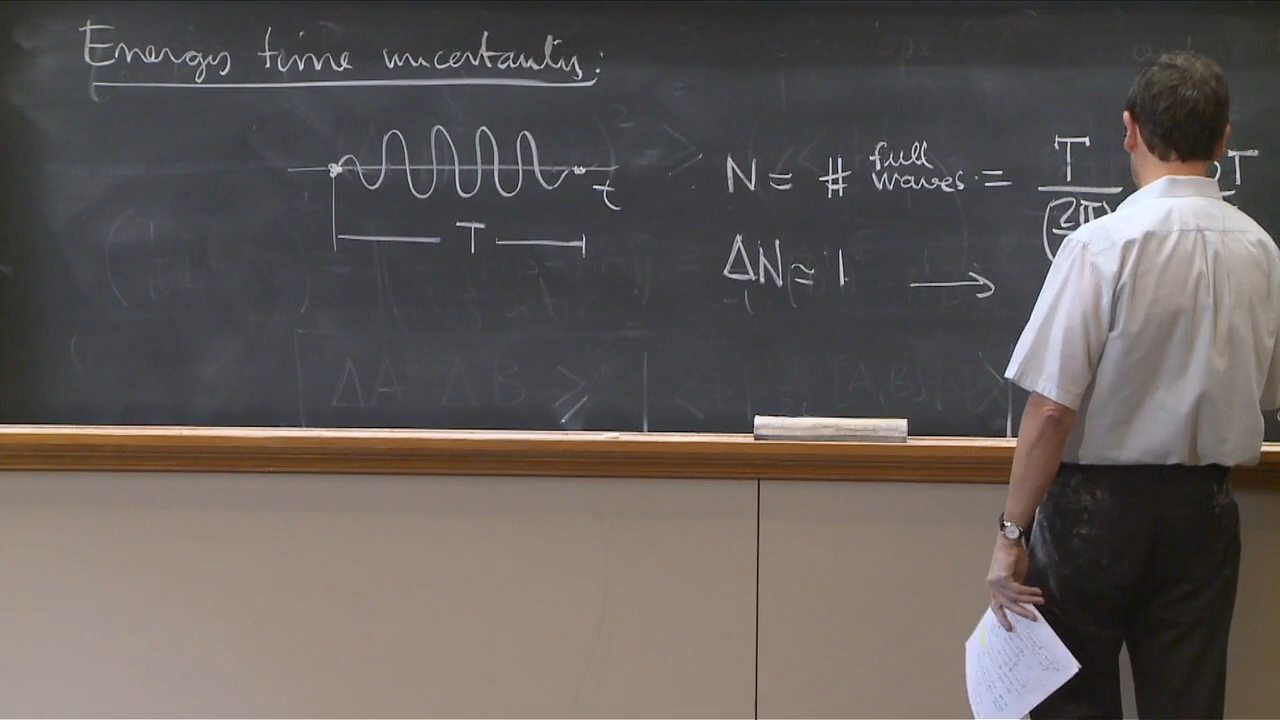 Energy time uncertainty:
t
T
N = # full waves = T / (2π
T
ΔN ≃ 1 →
ΔA ΔB ≥ | <
[A,B]